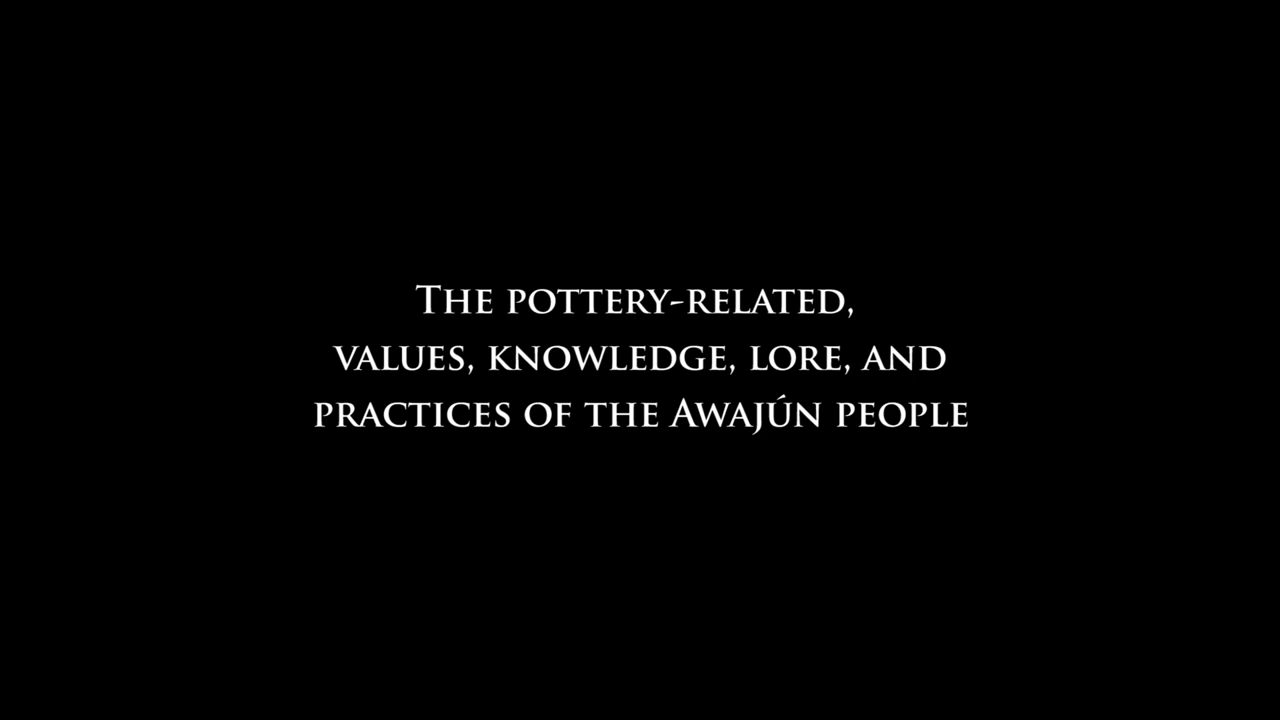 The pottery-related,
values, knowledge, lore, and
practices of the Awajún people